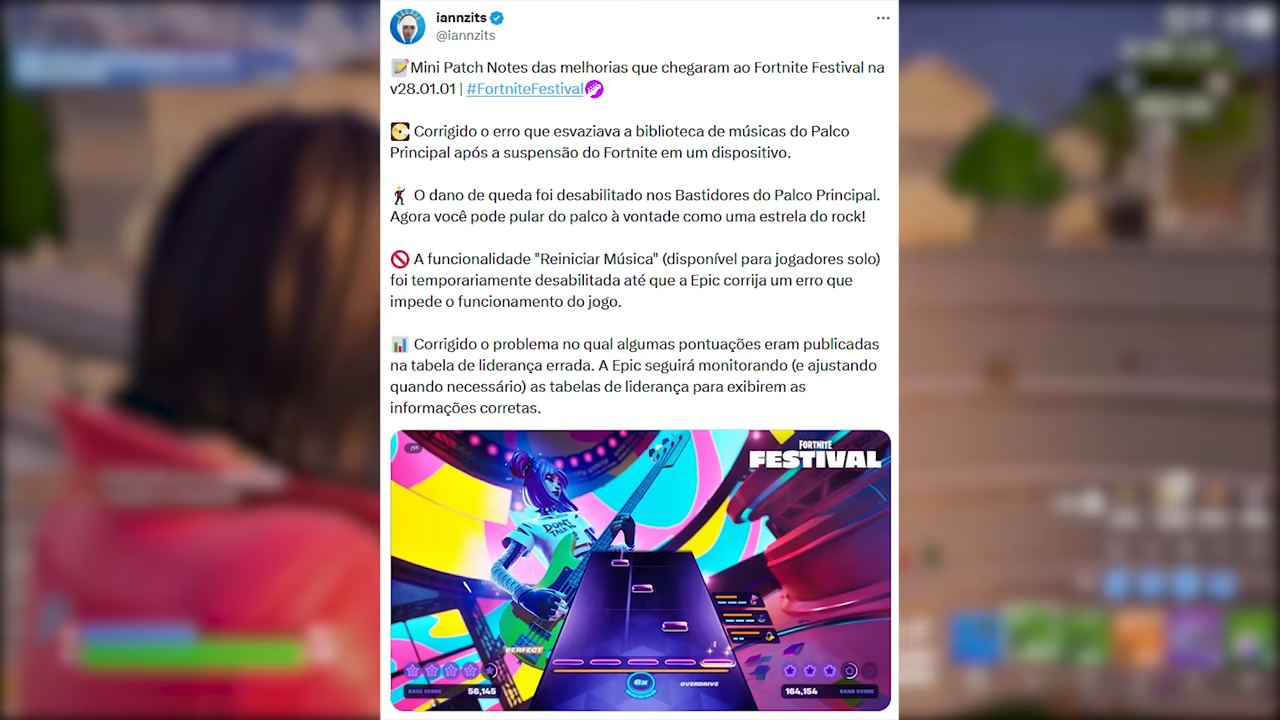 iannzits
@iannzits
Mini Patch Notes das melhorias que chegaram ao Fortnite Festival na
v28.01.01 | #FortniteFestival
Corrigido o erro que esvaziava a biblioteca de músicas do Palco
Principal após a suspensão do Fortnite em um dispositivo.
O dano de queda foi desabilitado nos Bastidores do Palco Principal.
Agora você pode pular do palco à vontade como uma estrela do rock!
A funcionalidade "Reiniciar Música" (disponível para jogadores solo)
foi temporariamente desabilitada até que a Epic corrija um erro que
impede o funcionamento do jogo.
Corrigido o problema no qual algumas pontuações eram publicadas
na tabela de liderança errada. A Epic seguirá monitorando (e ajustando
quando necessário) as tabelas de liderança para exibirem as
informações corretas.
FORTNITE
FESTIVAL
DON'T
TALK
PERFECT
6x
OVERDRIVE
BASS SCORE 56,145
164,154 BAND SCORE